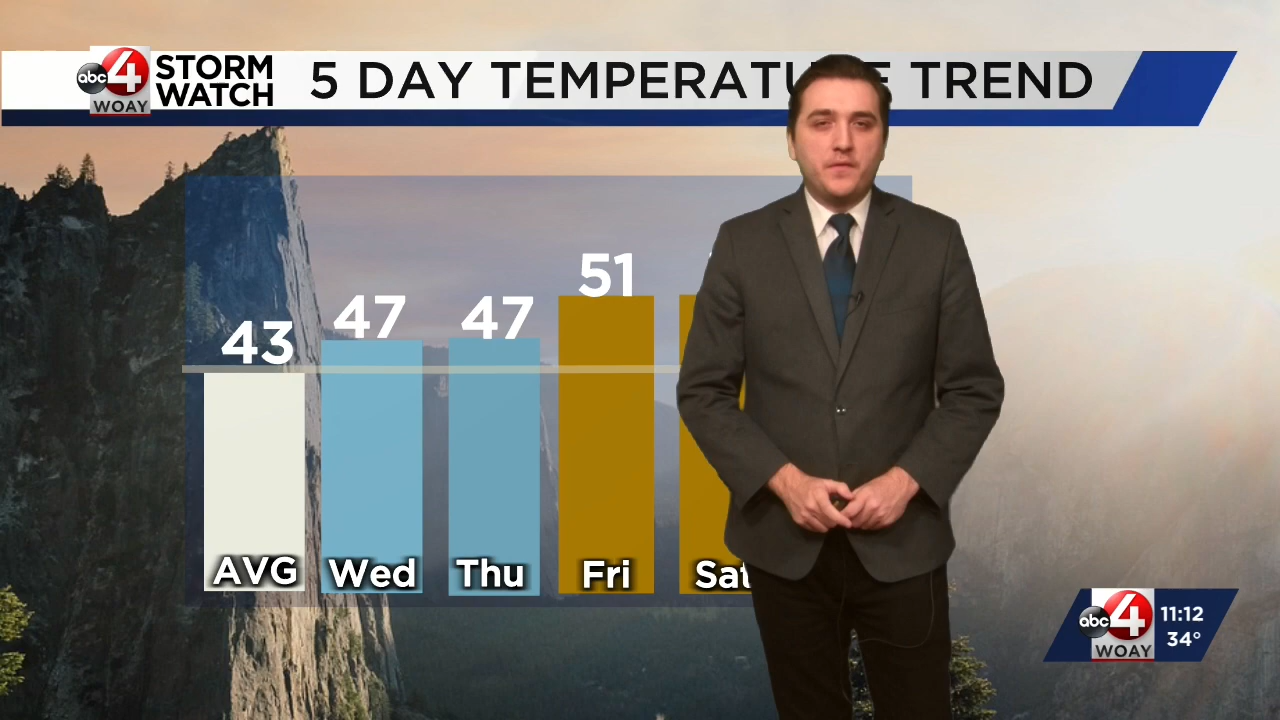 abc 4 WOAY
STORM WATCH
5 DAY TEMPERATU E TREND
43
47
47
51
AVG
Wed
Thu
Fri
Sat
abc 4 WOAY
11:12
34°